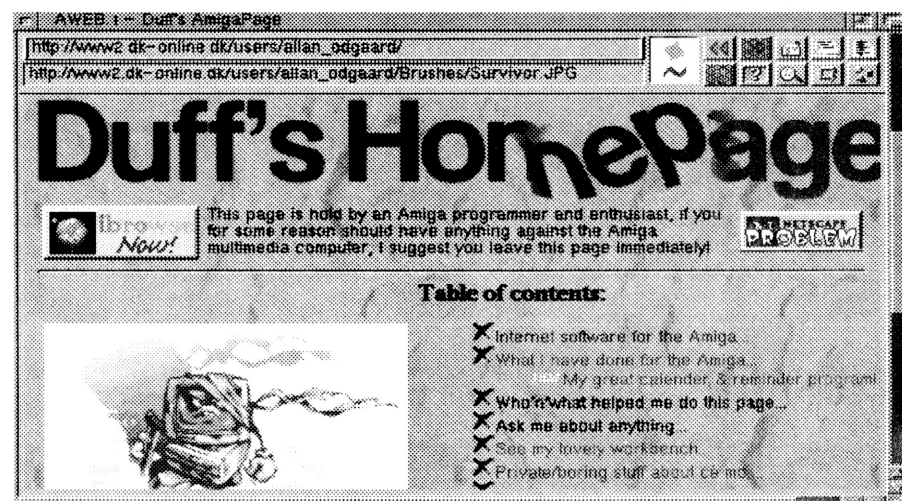 AWEB.1 -- Duff's AmigaPage
http://www2.dk-online.dk/users/allan_odgaard/
http://www2.dk-online.dk/users/allan_odgaard/Brushes/Survivor.JPG
Duff's Homepage
Ibrowse
Now!
This page is hold by an Amiga programmer and enthusiast, if you
for some reason should have anything against the Amiga
multimedia computer, I suggest you leave this page immediately!
NETSCAPE
PROBLEM
Table of contents:
Internet software for the Amiga...
What I have done for the Amiga...
My great calender, & reminder program!
Who'n'what helped me do this page...
Ask me about anything...
See my lovely workbench
Private/boring stuff about